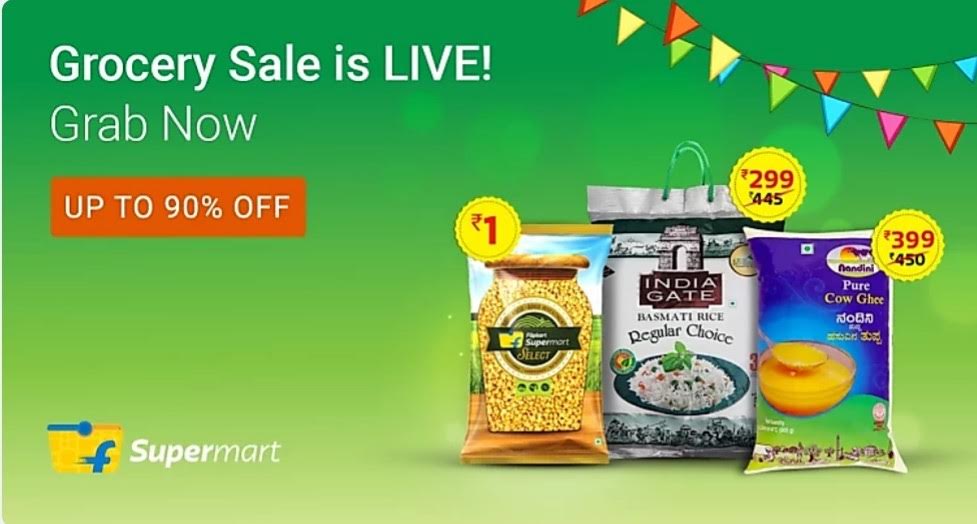 Grocery Sale is LIVE!
Grab Now
UP TO 90% OFF
₹1
₹299
₹445
₹399
₹450
Flipkart
Supermart
SELECT
INDIA
GATE
BASMATI RICE
Regular Choice
Nandini
Pure
Cow Ghee
ನಂದಿನಿ
ಶುದ್ಧ
ಹಸುವಿನ ತುಪ್ಪ
f Supermart